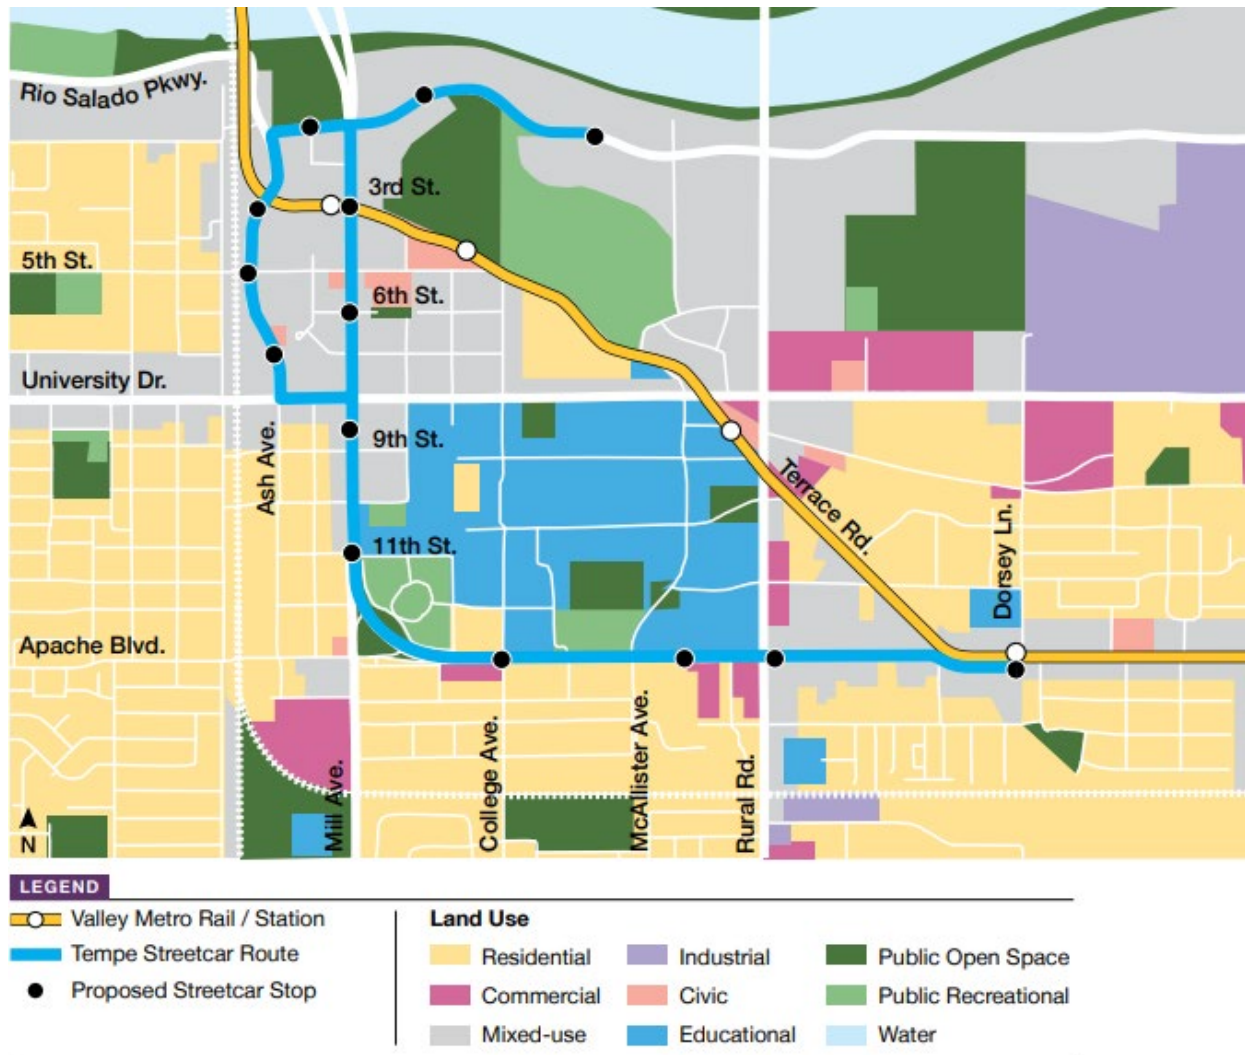 Rio Salado Pkwy.
3rd St.
5th St.
6th St.
University Dr.
9th St.
Ash Ave.
Terrace Rd.
11th St.
Dorsey Ln.
Apache Blvd.
Mill Ave.
College Ave.
McAllister Ave.
Rural Rd.
N
LEGEND
Valley Metro Rail / Station
Tempe Streetcar Route
Proposed Streetcar Stop
Land Use
Residential
Industrial
Public Open Space
Commercial
Civic
Public Recreational
Mixed-use
Educational
Water